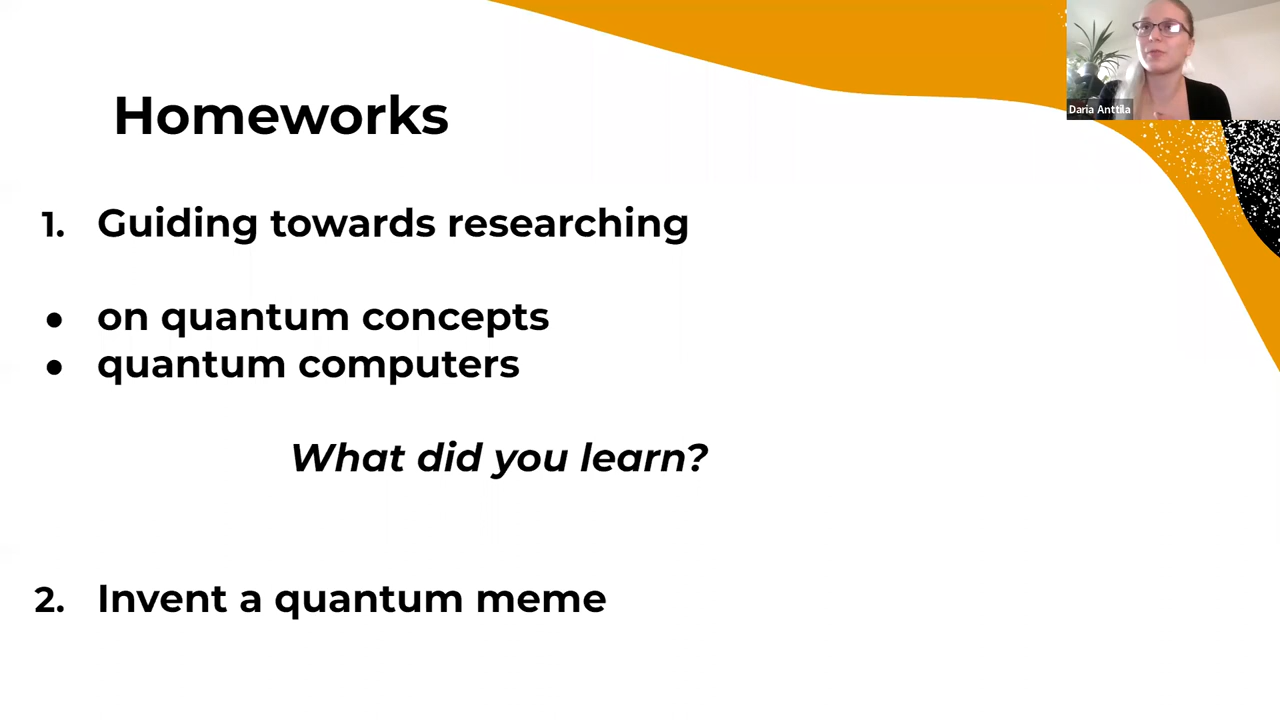 Homeworks
1. Guiding towards researching
● on quantum concepts
● quantum computers
What did you learn?
2. Invent a quantum meme
Daria Anttila